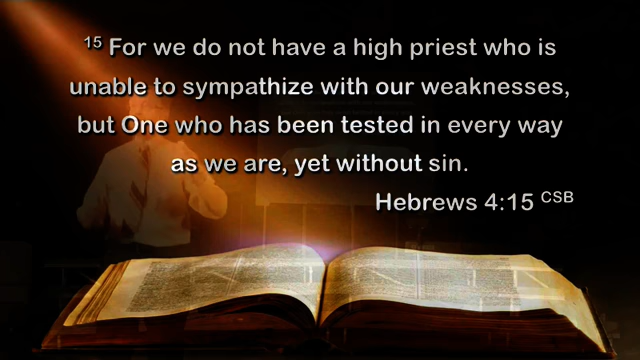 15 For we do not have a high priest who is
unable to sympathize with our weaknesses,
but One who has been tested in every way
as we are, yet without sin.
Hebrews 4:15 CSB